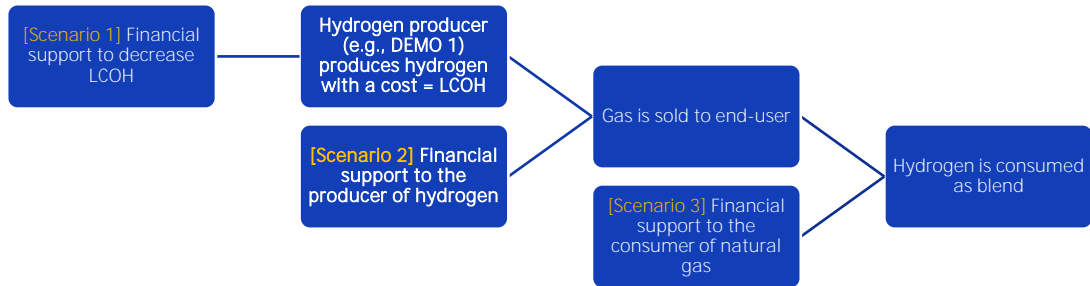 [Scenario 1] Financial
support to decrease
LCOH
Hydrogen producer
(e.g., DEMO 1)
produces hydrogen
with a cost = LCOH
[Scenario 2] Financial
support to the
producer of hydrogen
Gas is sold to end-user
[Scenario 3] Financial
support to the
consumer of natural
gas
Hydrogen is consumed
as blend